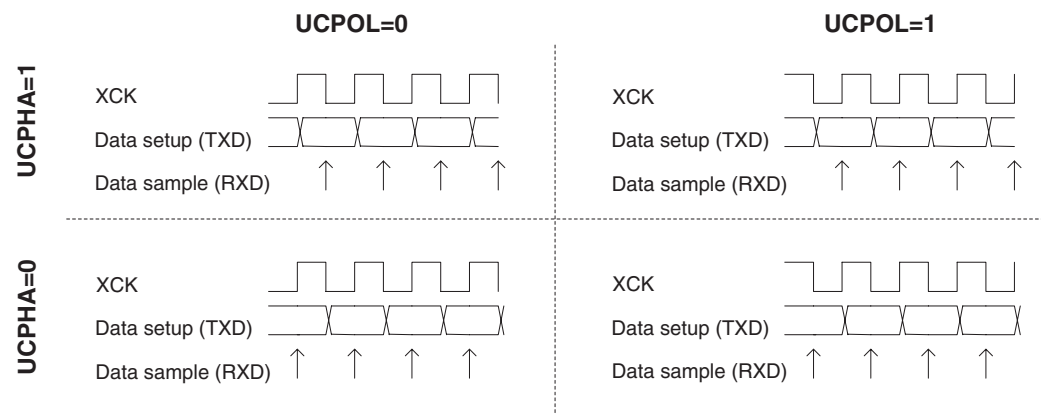 UCPOL=0
UCPOL=1
UCPHA=1
XCK
Data setup (TXD)
Data sample (RXD)
XCK
Data setup (TXD)
Data sample (RXD)
UCPHA=0
XCK
Data setup (TXD)
Data sample (RXD)
XCK
Data setup (TXD)
Data sample (RXD)